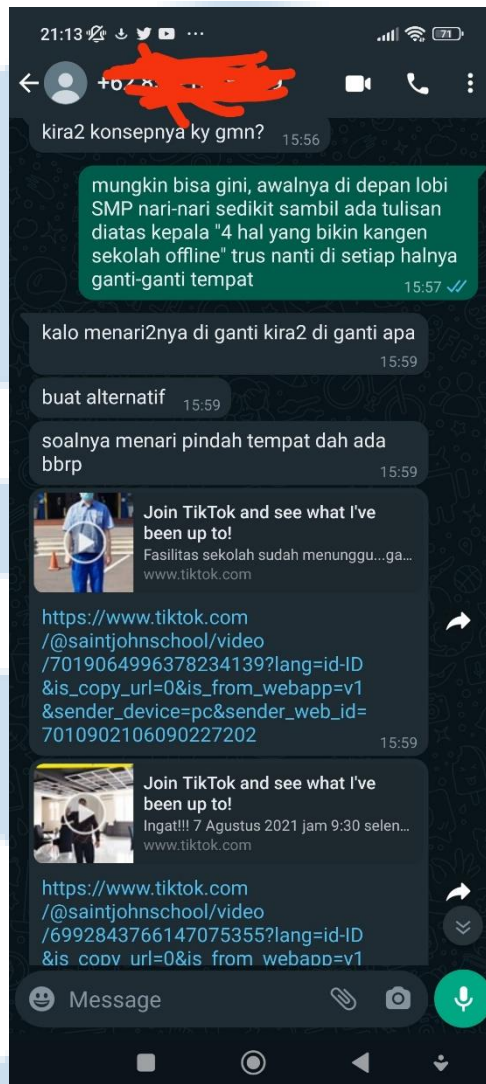 21:13
71
kira2 konsepnya ky gmn? 15:56
mungkin bisa gini, awalnya di depan lobi
SMP nari-nari sedikit sambil ada tulisan
diatas kepala "4 hal yang bikin kangen
sekolah offline" trus nanti di setiap halnya
ganti-ganti tempat
15:57
kalo menari2nya di ganti kira2 di ganti apa
15:59
buat alternatif 15:59
soalnya menari pindah tempat dah ada
bbrp
15:59
Join TikTok and see what I've
been up to!
Fasilitas sekolah sudah menunggu...ga...
www.tiktok.com
https://www.tiktok.com
/@saintjohnschool/video
/7019064996378234139?lang=id-ID
&is_copy_url=0&is_from_webapp=v1
&sender_device=pc&sender_web_id=
7010902106090227202
15:59
Join TikTok and see what I've
been up to!
Ingat!!! 7 Agustus 2021 jam 9:30 selen...
www.tiktok.com
https://www.tiktok.com
/@saintjohnschool/video
/6992843766147075355?lang=id-ID
&is_copy_url=0&is_from_webapp=v1
Message